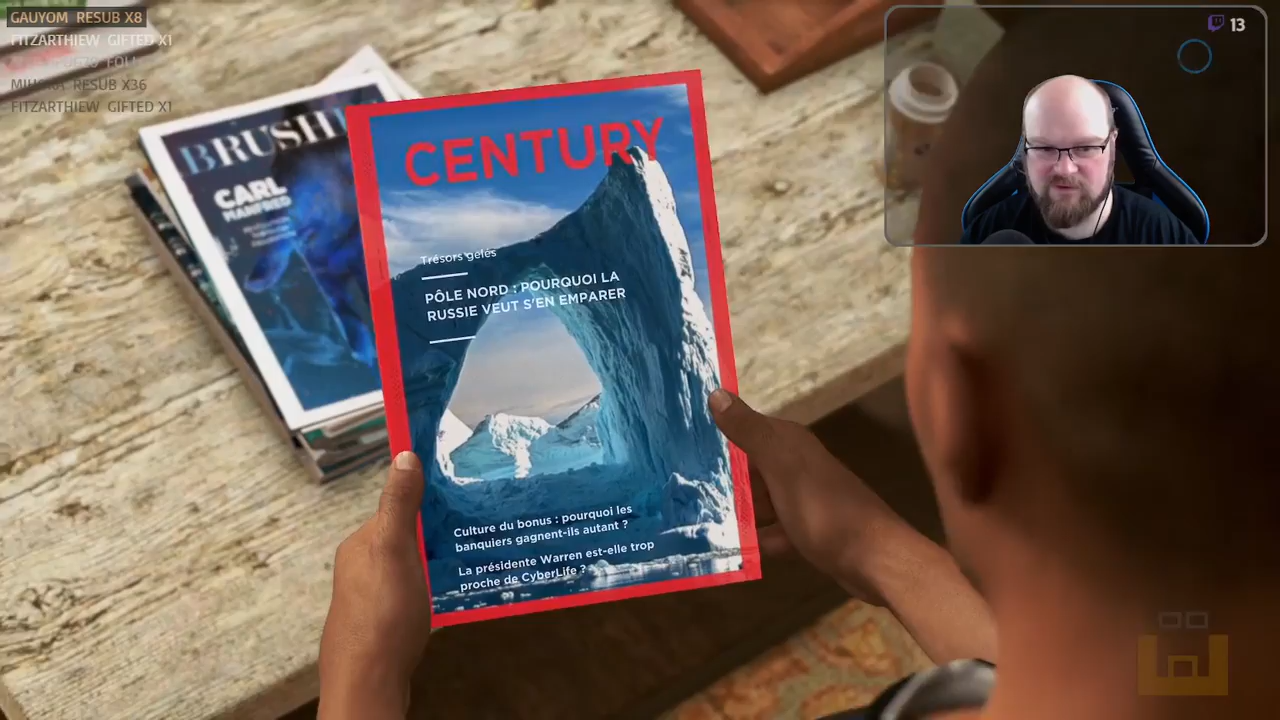 GAUYOM RESUB X8
FITZARTHIEW GIFTED X1
MIHURA RESUB X36
FITZARTHIEW GIFTED X1
13
BRUSH
CARL
MANFRED
CENTURY
Trésors gelés
PÔLE NORD : POURQUOI LA
RUSSIE VEUT S'EN EMPARER
Culture du bonus : pourquoi les
banquiers gagnent-ils autant ?
La présidente Warren est-elle trop
proche de CyberLife ?